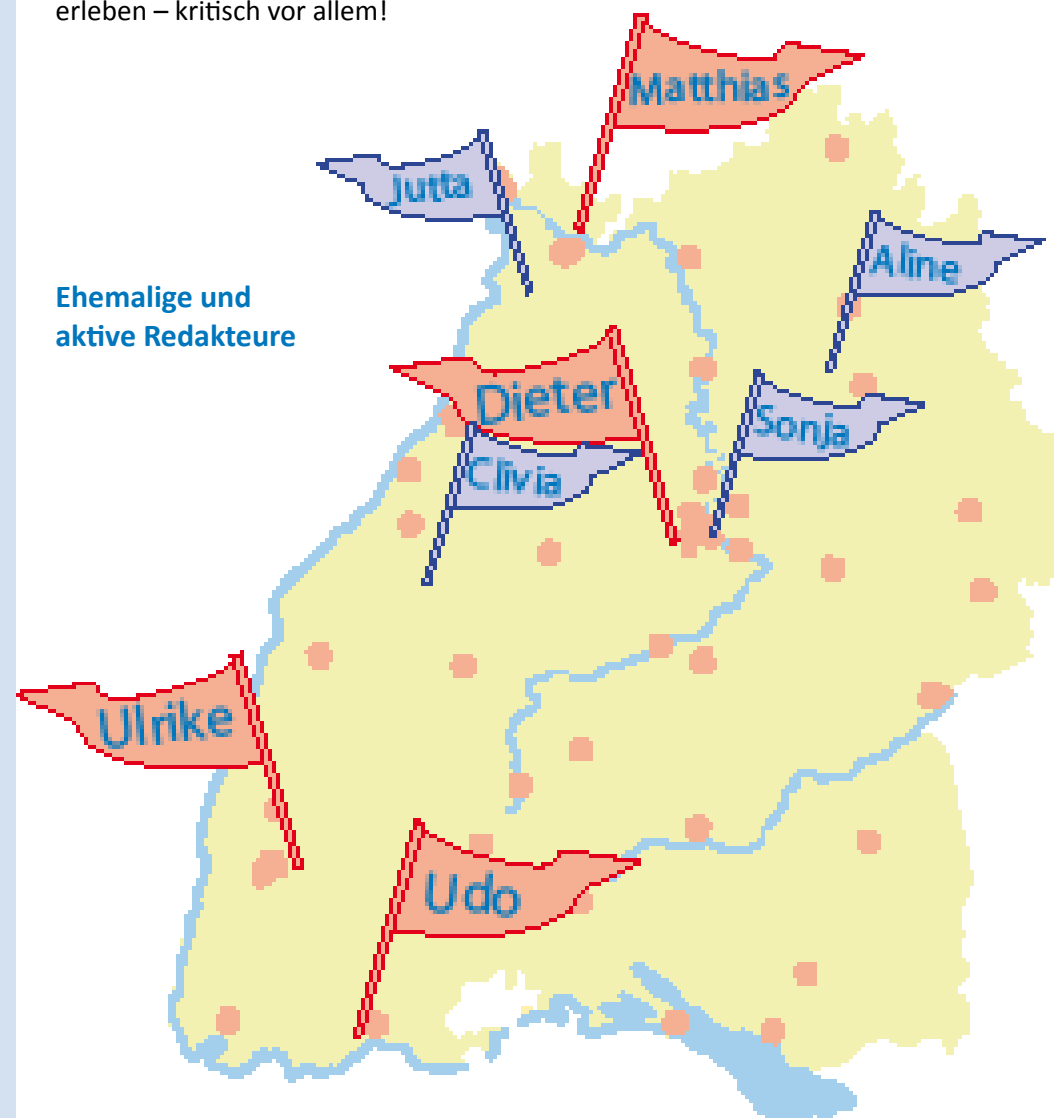 erleben – kritisch vor allem!
Matthias
Jutta
Aline
Ehemalige und
aktive Redakteure
Dieter
Sonja
Clivia
Ulrike
Udo